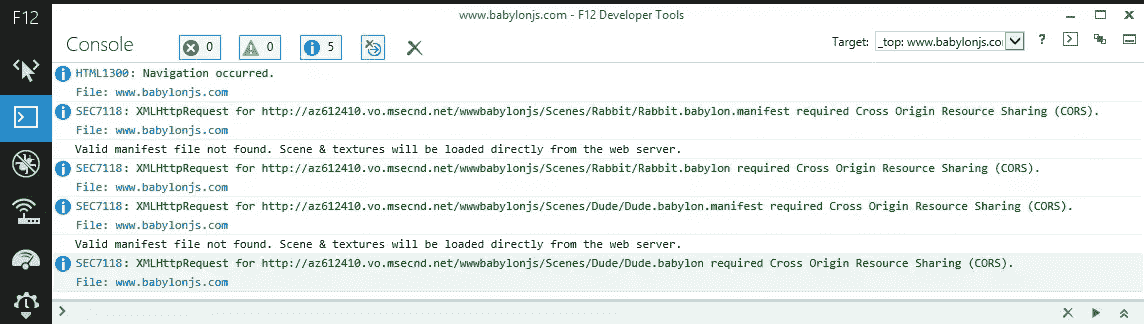 F12
www.babylonjs.com - F12 Developer Tools
Console
0
0
5
Target: _top: www.babylonjs.co
?
HTML1300: Navigation occurred.
File: www.babylonjs.com
SEC7118: XMLHttpRequest for http://az612410.vo.msecnd.net/wwwbabylonjs/Scenes/Rabbit/Rabbit.babylon.manifest required Cross Origin Resource Sharing (CORS).
File: www.babylonjs.com
Valid manifest file not found. Scene & textures will be loaded directly from the web server.
SEC7118: XMLHttpRequest for http://az612410.vo.msecnd.net/wwwbabylonjs/Scenes/Rabbit/Rabbit.babylon required Cross Origin Resource Sharing (CORS).
File: www.babylonjs.com
SEC7118: XMLHttpRequest for http://az612410.vo.msecnd.net/wwwbabylonjs/Scenes/Dude/Dude.babylon.manifest required Cross Origin Resource Sharing (CORS).
File: www.babylonjs.com
Valid manifest file not found. Scene & textures will be loaded directly from the web server.
SEC7118: XMLHttpRequest for http://az612410.vo.msecnd.net/wwwbabylonjs/Scenes/Dude/Dude.babylon required Cross Origin Resource Sharing (CORS).
File: www.babylonjs.com